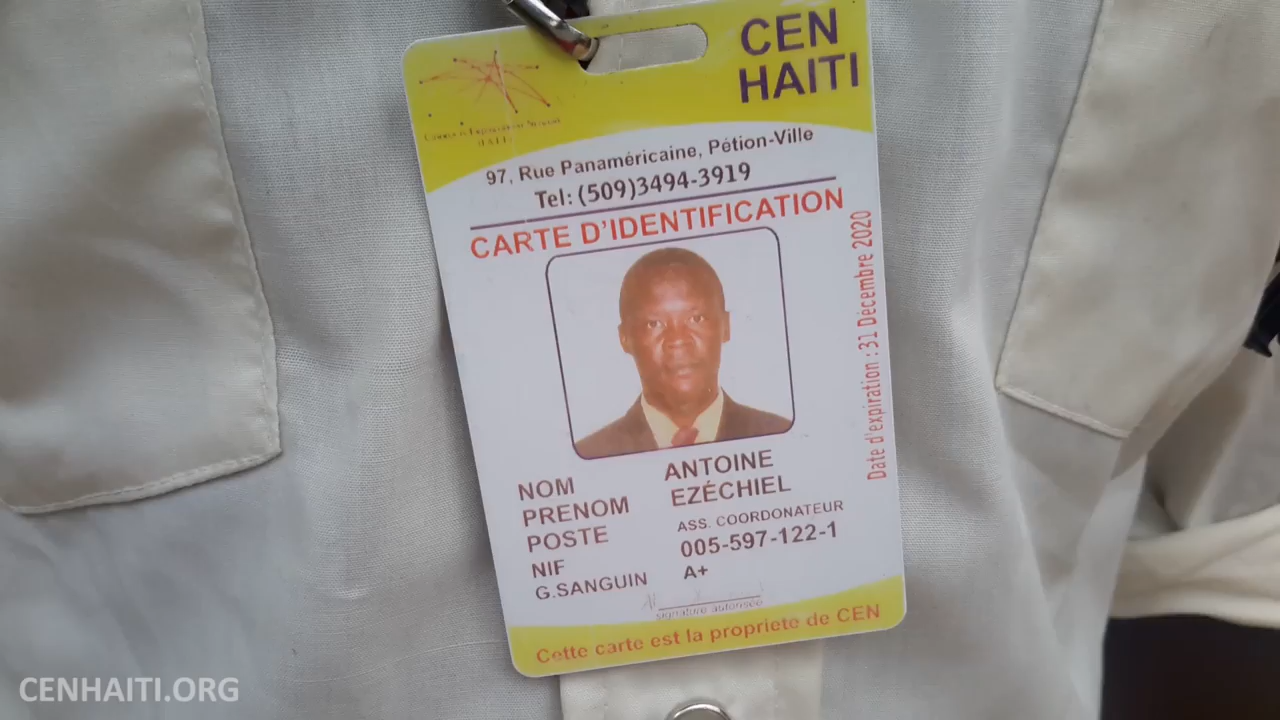 CEN
HAITI
97, Rue Panaméricaine, Pétion-Ville
Tel: (509)3494-3919
CARTE D'IDENTIFICATION
Date d'expiration : 31 Décembre 2020
NOM ANTOINE
PRENOM EZÉCHIEL
POSTE ASS. COORDONATEUR
NIF 005-597-122-1
G.SANGUIN A+
signature autorisée
Cette carte est la propriete de CEN
CENHAITI.ORG